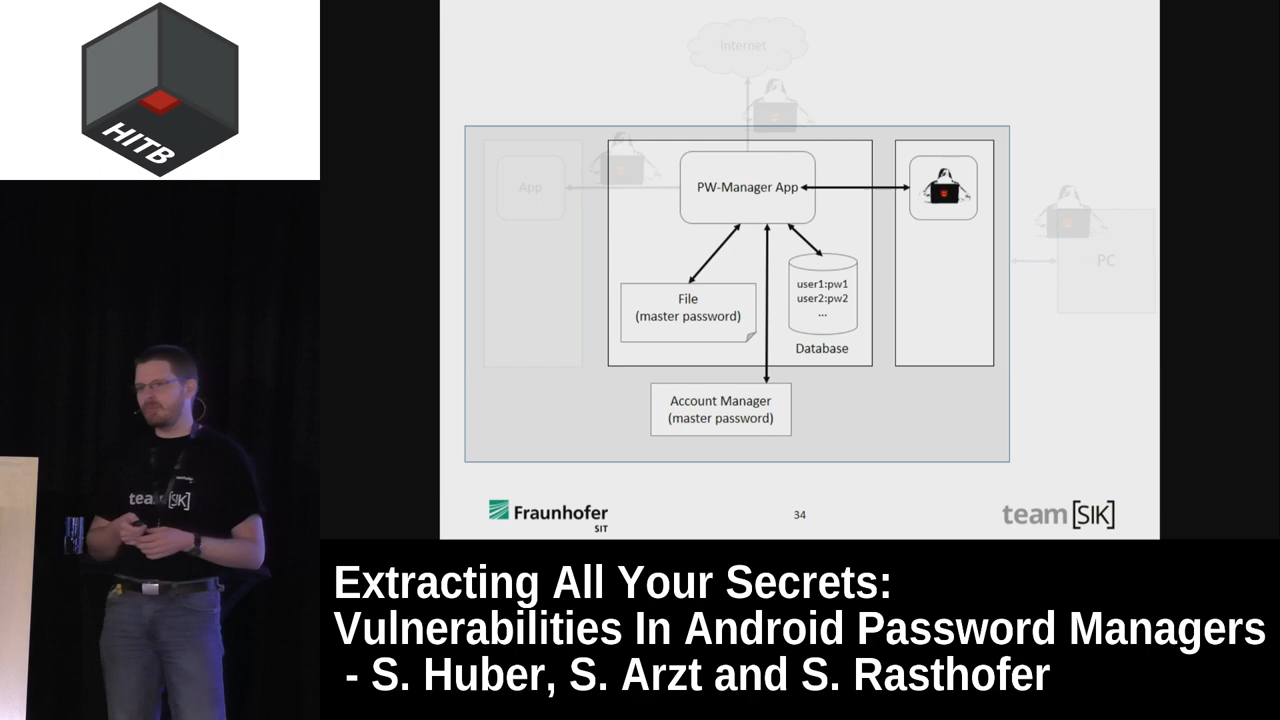 HITB
Internet
App
PW-Manager App
File
(master password)
user1:pw1
user2:pw2
...
Database
Account Manager
(master password)
PC
Fraunhofer
SIT
34
team [SIK]
team [SIK]
Extracting All Your Secrets:
Vulnerabilities In Android Password Managers
- S. Huber, S. Arzt and S. Rasthofer